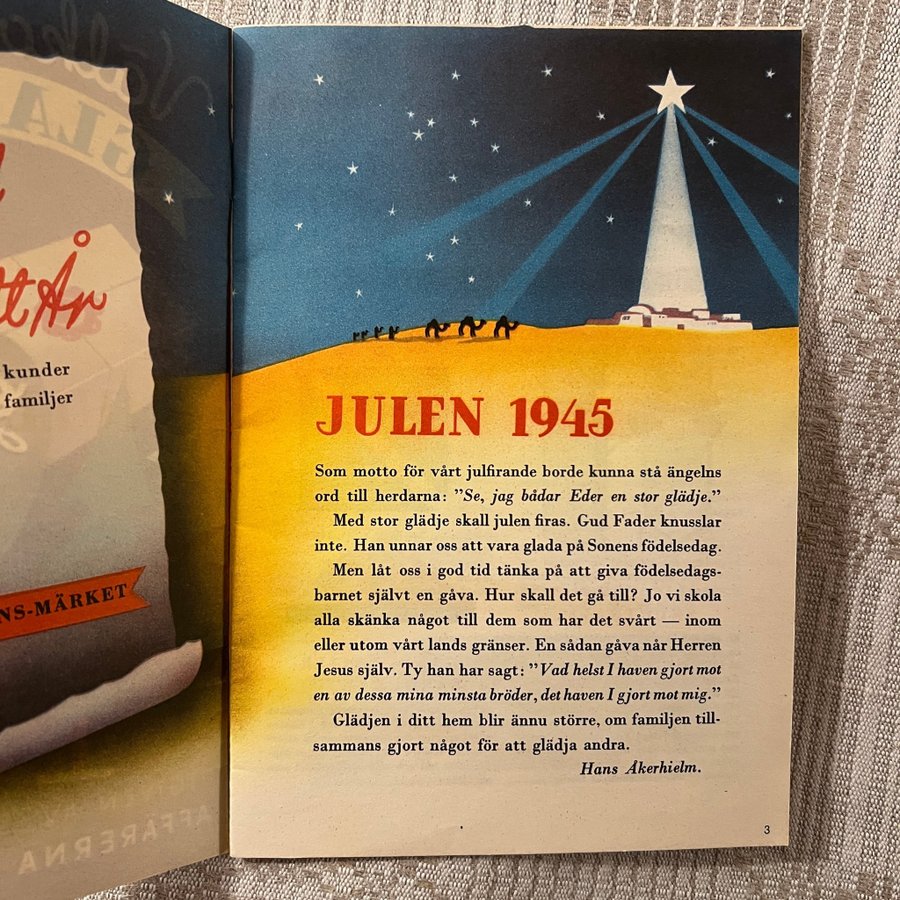 tt År
kunder
familjer
NS-MÄRKET
JULEN 1945
Som motto för vårt julfirande borde kunna stå ängelns
ord till herdarna: ”Se, jag bådar Eder en stor glädje.”
Med stor glädje skall julen firas. Gud Fader knusslar
inte. Han unnar oss att vara glada på Sonens födelsedag.
Men låt oss i god tid tänka på att giva födelsedags-
barnet självt en gåva. Hur skall det gå till? Jo vi skola
alla skänka något till dem som har det svårt — inom
eller utom vårt lands gränser. En sådan gåva når Herren
Jesus själv. Ty han har sagt: ”Vad helst I haven gjort mot
en av dessa mina minsta bröder, det haven I gjort mot mig.”
Glädjen i ditt hem blir ännu större, om familjen till-
sammans gjort något för att glädja andra.
Hans Åkerhielm.
3